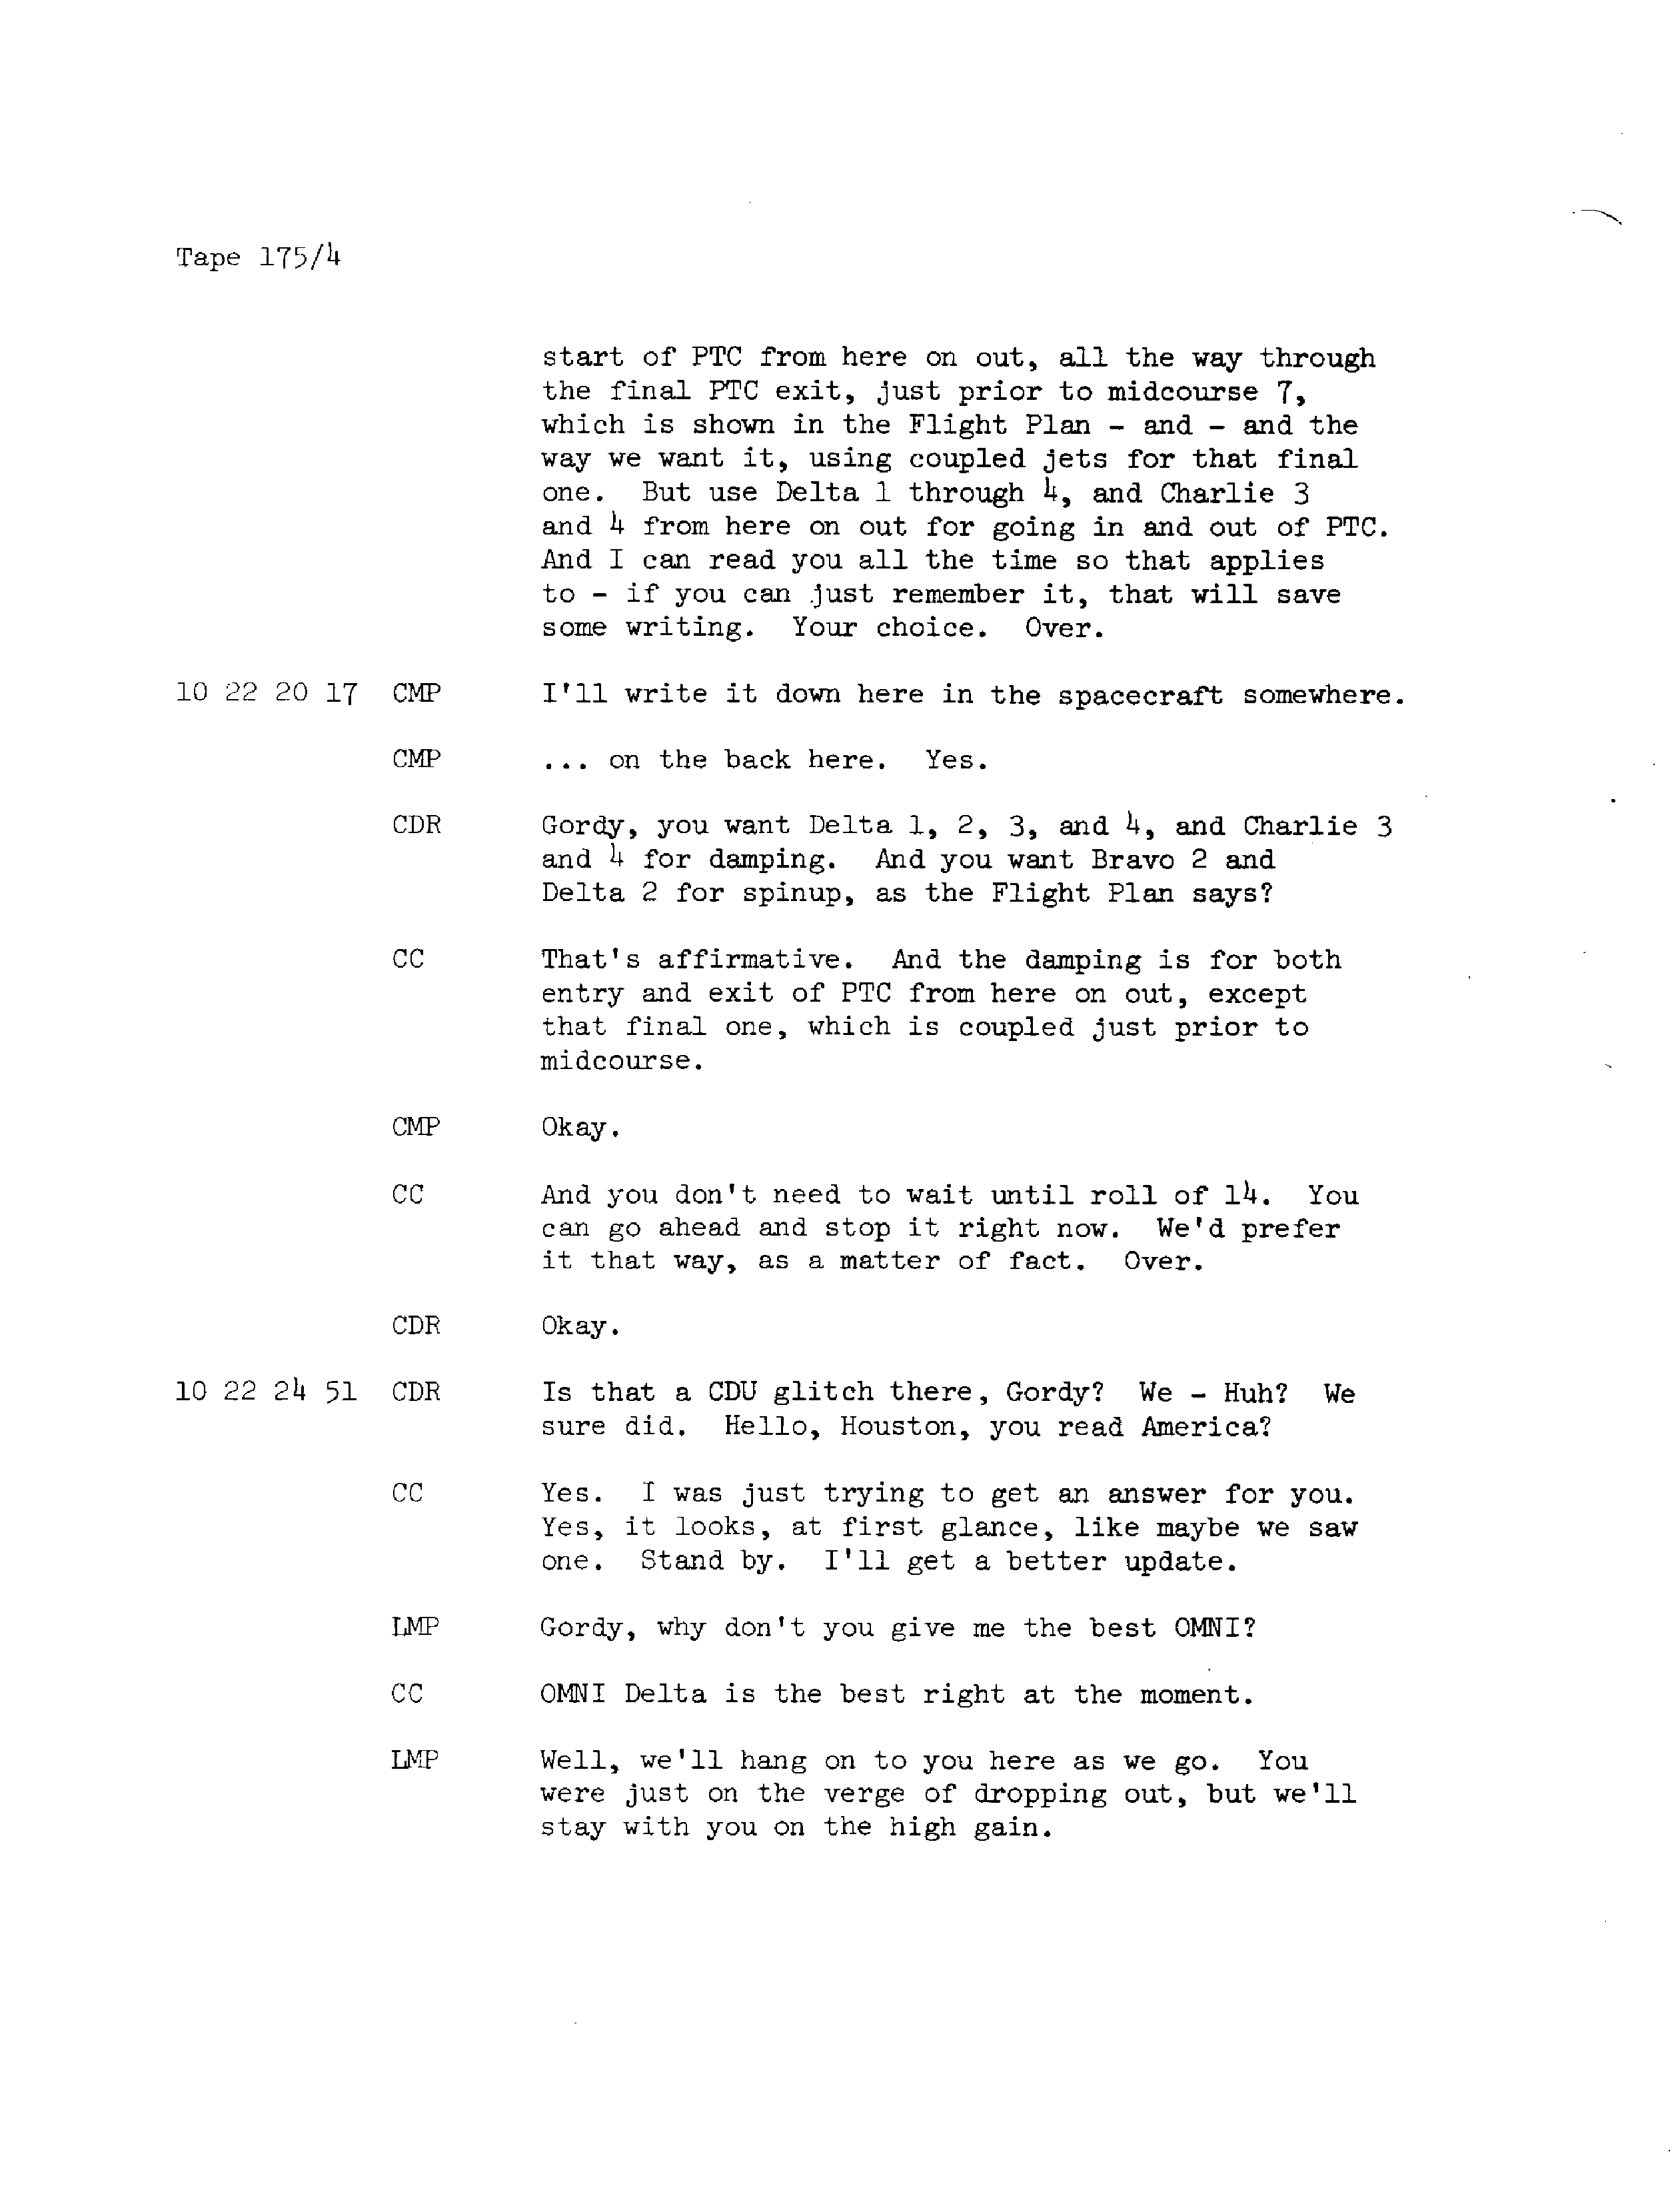 Tape 175/4
start of PTC from here on out, all the way through
the final PTC exit, just prior to midcourse 7,
which is shown in the Flight Plan - and - and the
way we want it, using coupled jets for that final
one. But use Delta 1 through 4, and Charlie 3
and 4 from here on out for going in and out of PTC.
And I can read you all the time so that applies
to - if you can just remember it, that will save
some writing. Your choice. Over.
10 22 20 17 CMP I'll write it down here in the spacecraft somewhere.
CMP ... on the back here. Yes.
CDR Gordy, you want Delta 1, 2, 3, and 4, and Charlie 3
and 4 for damping. And you want Bravo 2 and
Delta 2 for spinup, as the Flight Plan says?
CC That's affirmative. And the damping is for both
entry and exit of PTC from here on out, except
that final one, which is coupled just prior to
midcourse.
CMP Okay.
CC And you don't need to wait until roll of 14. You
can go ahead and stop it right now. We'd prefer
it that way, as a matter of fact. Over.
CDR Okay.
10 22 24 51 CDR Is that a CDU glitch there, Gordy? We - Huh? We
sure did. Hello, Houston, you read America?
CC Yes. I was just trying to get an answer for you.
Yes, it looks, at first glance, like maybe we saw
one. Stand by. I'll get a better update.
LMP Gordy, why don't you give me the best OMNI?
CC OMNI Delta is the best right at the moment.
LMP Well, we'll hang on to you here as we go. You
were just on the verge of dropping out, but we'll
stay with you on the high gain.